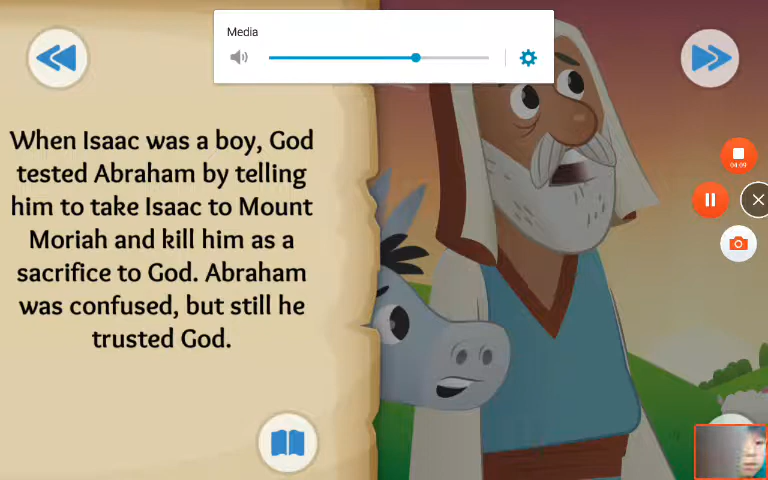 Media
When Isaac was a boy, God
tested Abraham by telling
him to take Isaac to Mount
Moriah and kill him as a
sacrifice to God. Abraham
was confused, but still he
trusted God.
04:09